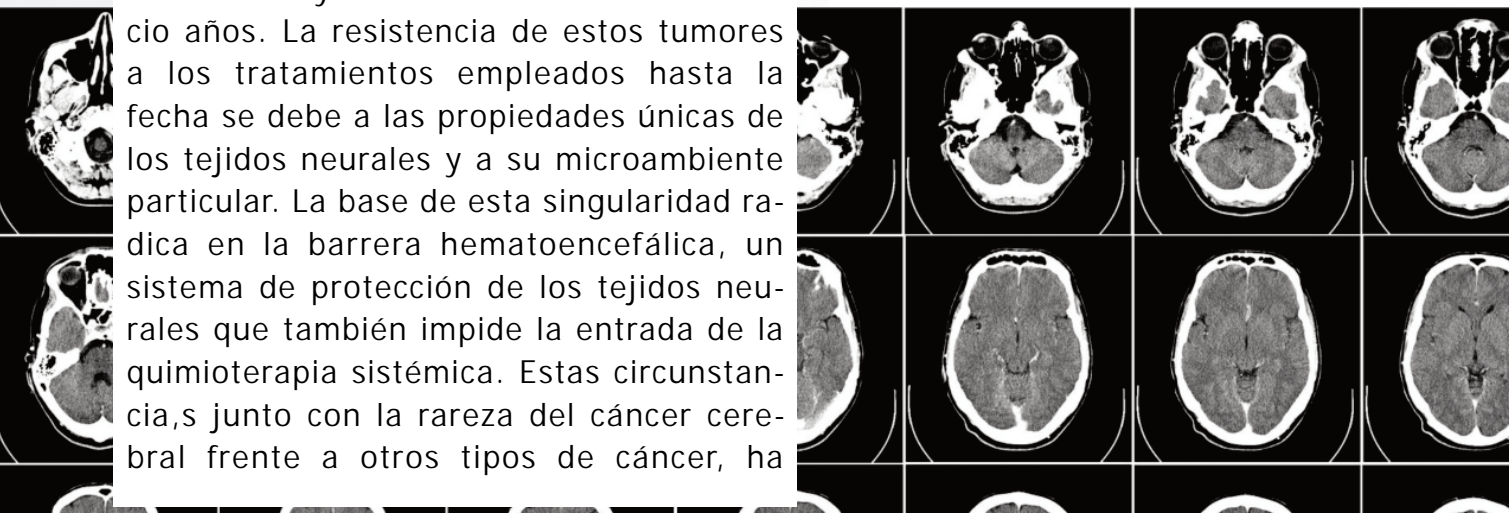 cio años. La resistencia de estos tumores
a los tratamientos empleados hasta la
fecha se debe a las propiedades únicas de
los tejidos neurales y a su microambiente
particular. La base de esta singularidad ra-
dica en la barrera hematoencefálica, un
sistema de protección de los tejidos neu-
rales que también impide la entrada de la
quimioterapia sistémica. Estas circunstan-
cia,s junto con la rareza del cáncer cere-
bral frente a otros tipos de cáncer, ha